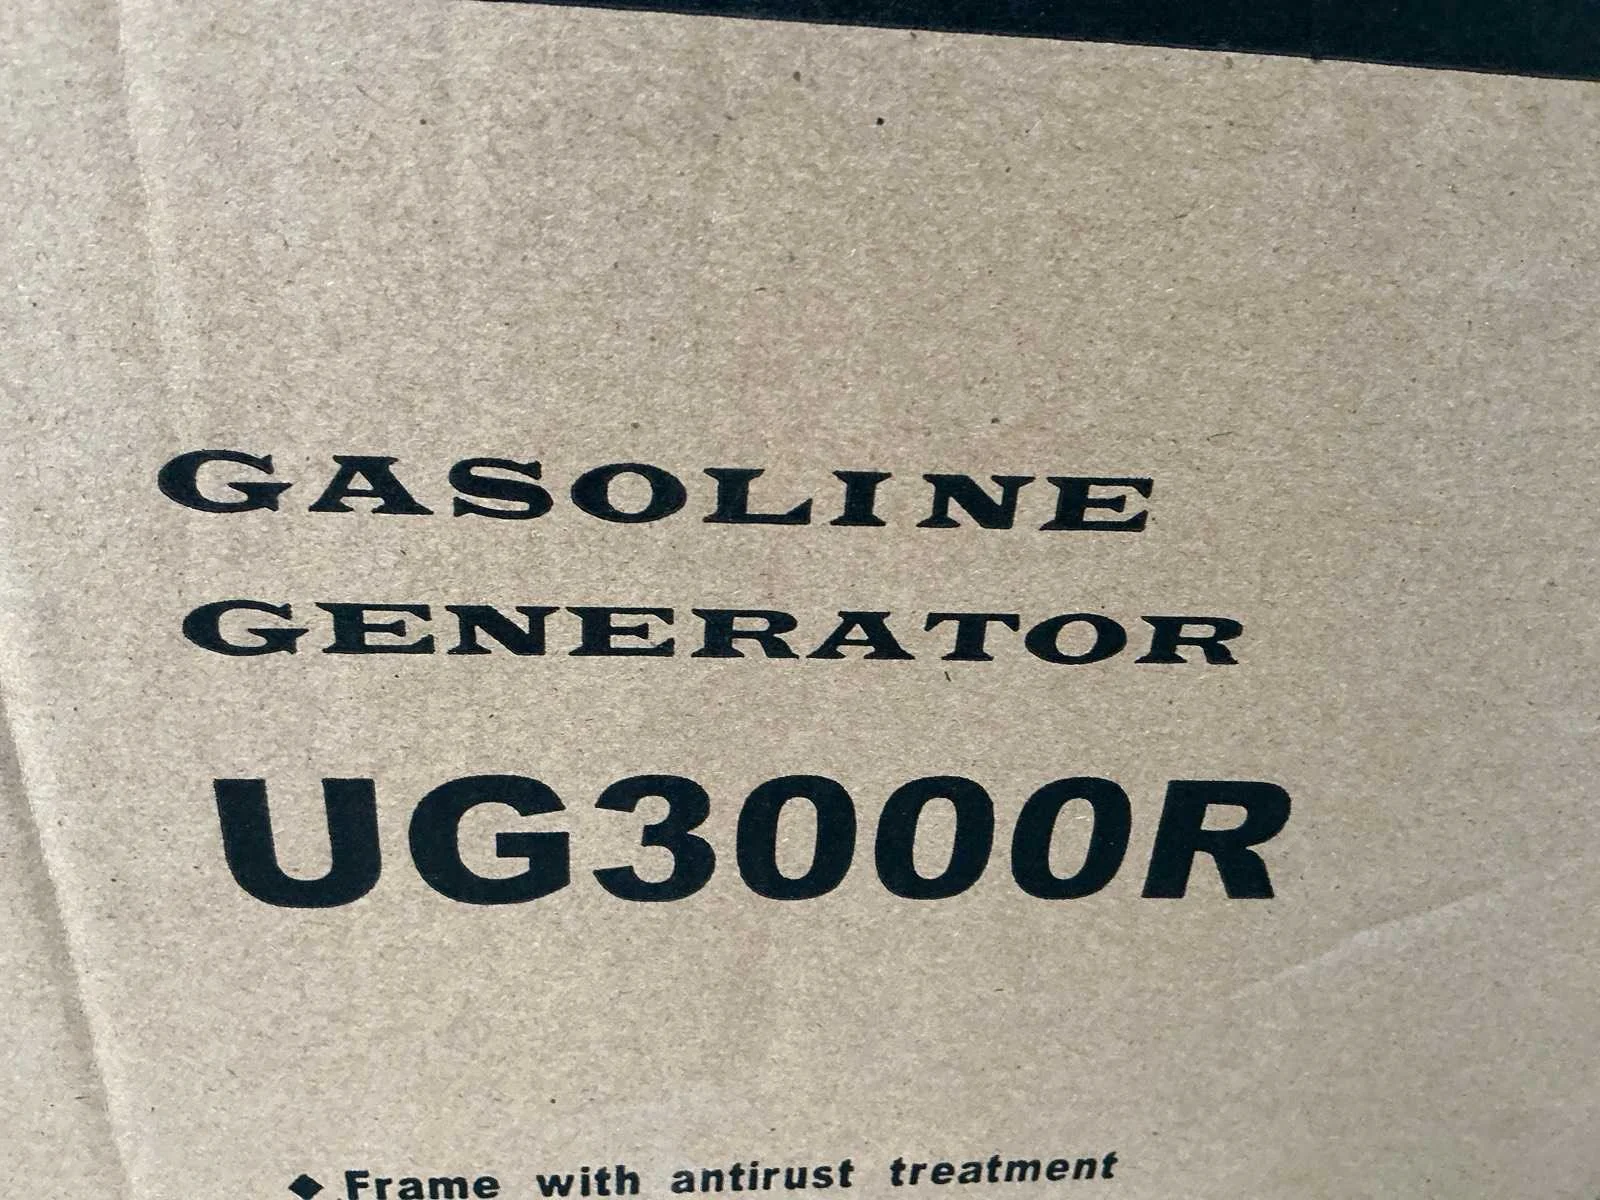 GASOLINE
GENERATOR
UG3000R
◆ Frame with antirust treatment